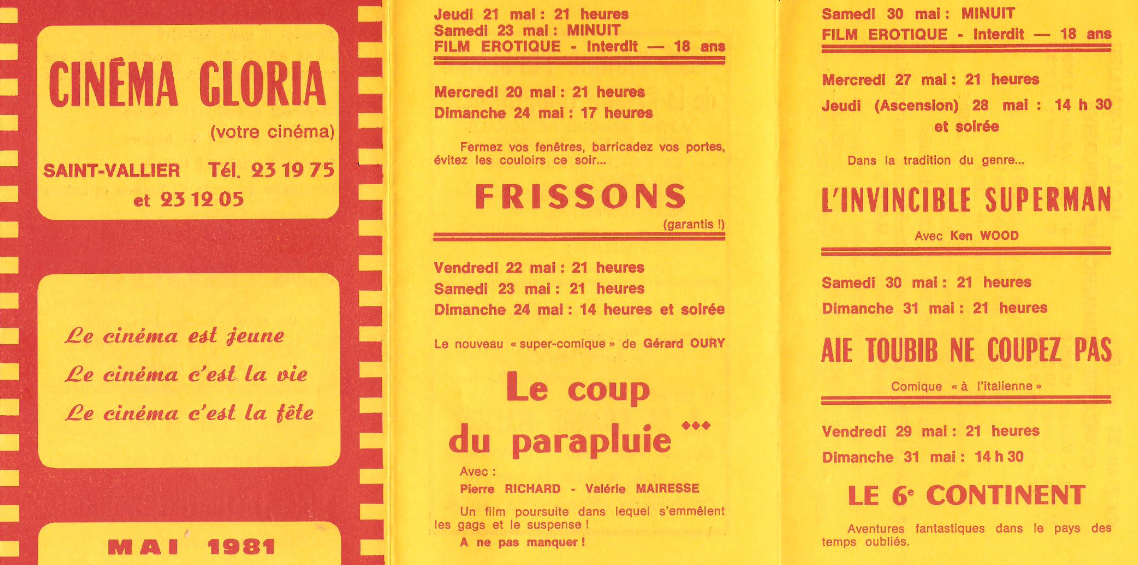 CINÉMA GLORIA
(votre cinéma)
SAINT-VALLIER Tél. 23 19 75
et 23 12 05
Le cinéma est jeune
Le cinéma c'est la vie
Le cinéma c'est la fête
MAI 1981
Jeudi 21 mai : 21 heures
Samedi 23 mai : MINUIT
FILM EROTIQUE - Interdit — 18 ans
Mercredi 20 mai : 21 heures
Dimanche 24 mai : 17 heures
Fermez vos fenêtres, barricadez vos portes,
évitez les couloirs ce soir...
FRISSONS
(garantis !)
Vendredi 22 mai : 21 heures
Samedi 23 mai : 21 heures
Dimanche 24 mai : 14 heures et soirée
Le nouveau « super-comique » de Gérard OURY
Le coup
du parapluie
Avec :
Pierre RICHARD - Valérie MAIRESSE
Un film poursuite dans lequel s'emmêlent
les gags et le suspense !
A ne pas manquer !
Samedi 30 mai : MINUIT
FILM EROTIQUE - Interdit — 18 ans
Mercredi 27 mai : 21 heures
Jeudi (Ascension) 28 mai : 14 h 30
et soirée
Dans la tradition du genre...
L'INVINCIBLE SUPERMAN
Avec Ken WOOD
Samedi 30 mai : 21 heures
Dimanche 31 mai : 21 heures
AIE TOUBIB NE COUPEZ PAS
Comique « à l'italienne »
Vendredi 29 mai : 21 heures
Dimanche 31 mai : 14 h 30
LE 6e CONTINENT
Aventures fantastiques dans le pays des
temps oubliés.